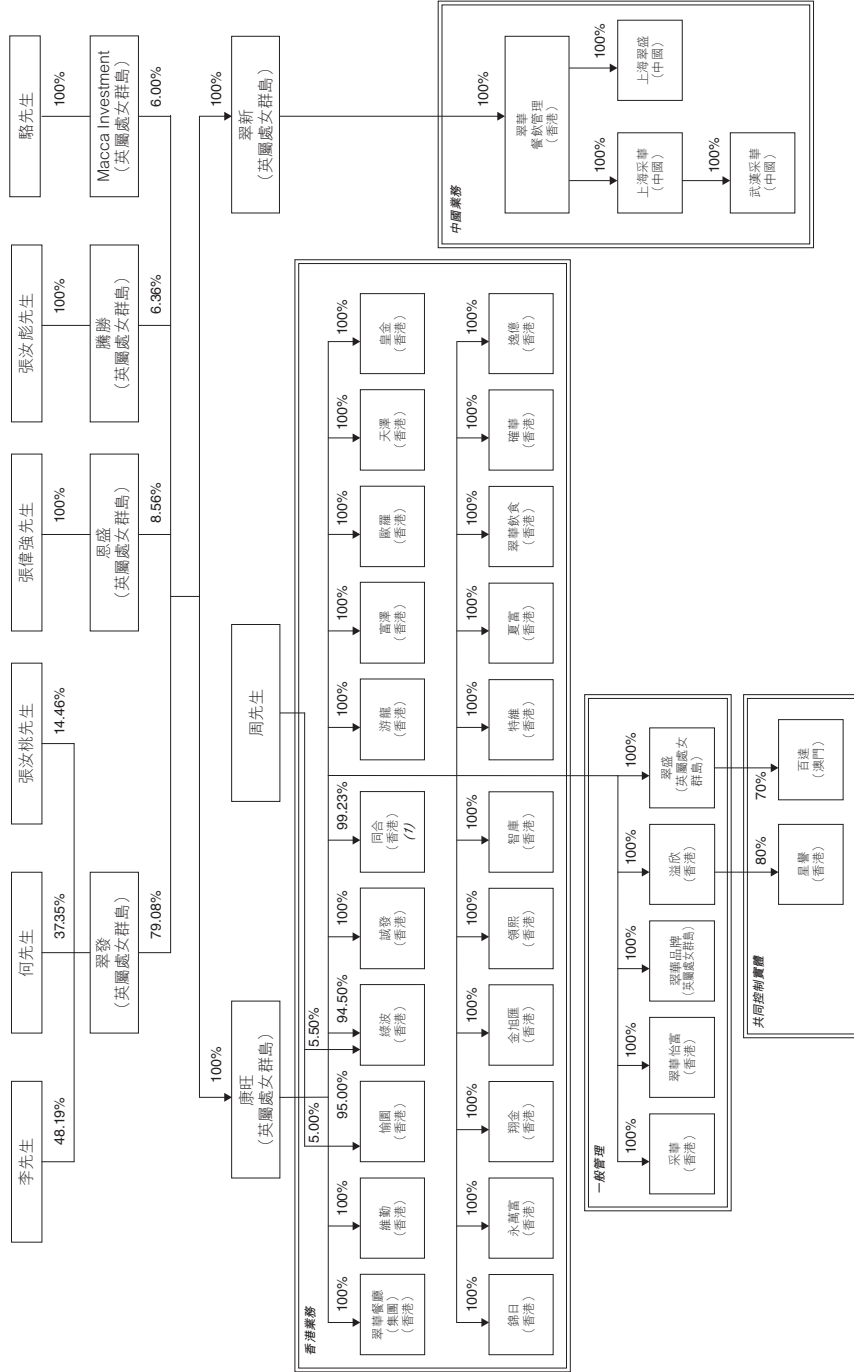 李先生
何先生
張汝桃先生
張偉強先生
張汝彪先生
駱先生
48.19%
37.35%
14.46%
100%
100%
100%
翠發
(英屬處女群島)
恩盛
(英屬處女群島)
騰勝
(英屬處女群島)
Macca Investment
(英屬處女群島)
79.08%
8.56%
6.36%
6.00%
100%
100%
康旺
(英屬處女群島)
周先生
翠新
(英屬處女群島)
香港業務
100%
100%
5.00%
95.00%
5.50%
94.50%
100%
99.23%
100%
100%
100%
100%
100%
翠華餐廳
(集團)
(香港)
維勤
(香港)
愉園
(香港)
綠波
(香港)
誠發
(香港)
同合
(香港)
(1)
游龍
(香港)
富澤
(香港)
歐羅
(香港)
天澤
(香港)
皇金
(香港)
100%
100%
100%
100%
100%
100%
100%
100%
100%
100%
100%
錦日
(香港)
永萬富
(香港)
翔金
(香港)
金旭匯
(香港)
領熙
(香港)
智庫
(香港)
特維
(香港)
夏富
(香港)
翠華飲食
(香港)
確華
(香港)
逸億
(香港)
中國業務
100%
翠華
餐飲管理
(香港)
100%
100%
上海采華
(中國)
上海翠盛
(中國)
100%
武漢采華
(中國)
一般管理
100%
100%
100%
100%
100%
采華
(香港)
翠華怡富
(香港)
翠華品牌
(英屬處女群島)
溢欣
(香港)
翠盛
(英屬處女
群島)
共同控制實體
80%
70%
星譽
(香港)
百達
(澳門)